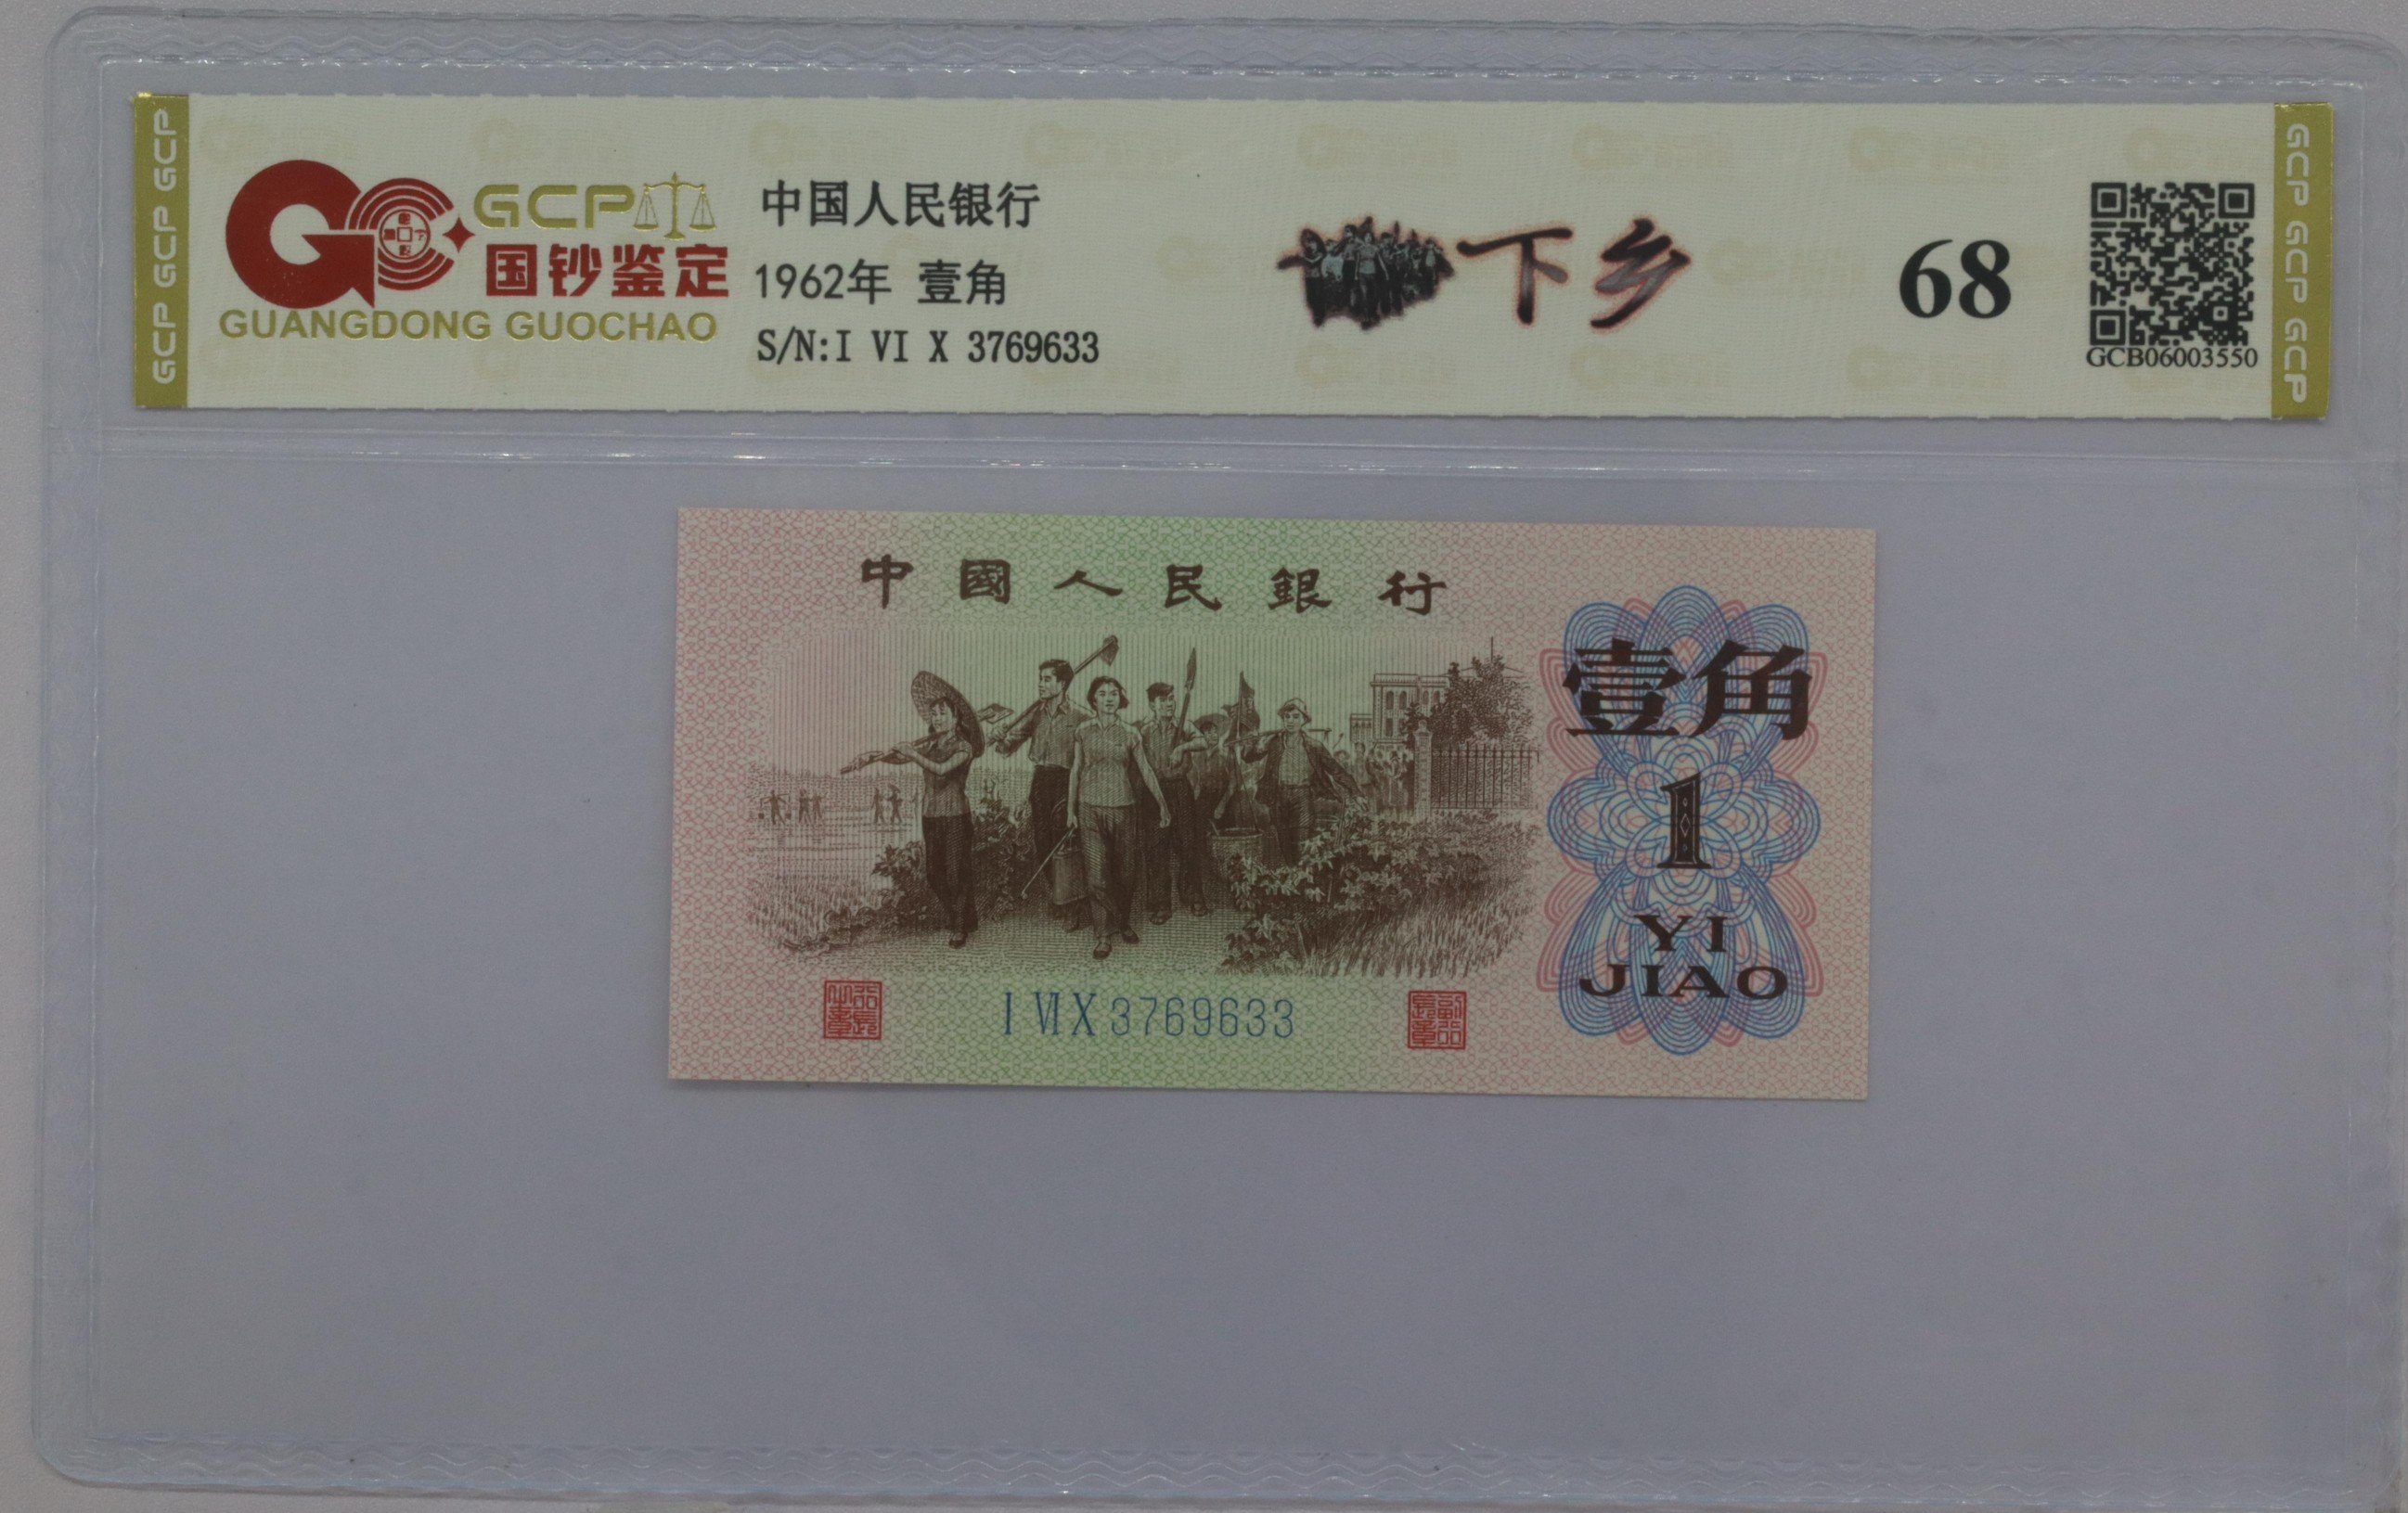 GCP GCP GCP
GCP
国钞鉴定
GUANGDONG GUOCHAO
中国人民银行
1962年 壹角
S/N:I VI X 3769633
下乡
68
GCB06003550
GCP GCP GCP
中國人民銀行
壹角
1
YI
JIAO
I VI X 3769633